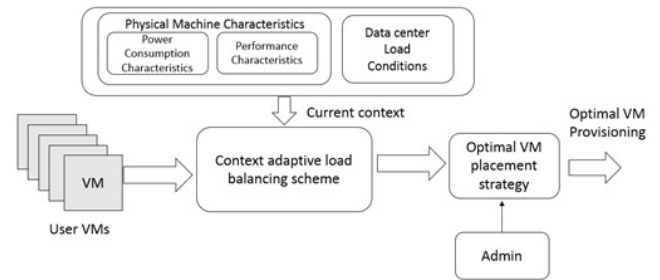 Physical Machine Characteristics
Power
Consumption
Characteristics
Performance
Characteristics
Data center
Load
Conditions
Current context
Optimal VM
Provisioning
VM
Context adaptive load
balancing scheme
Optimal VM
placement
strategy
User VMs
Admin